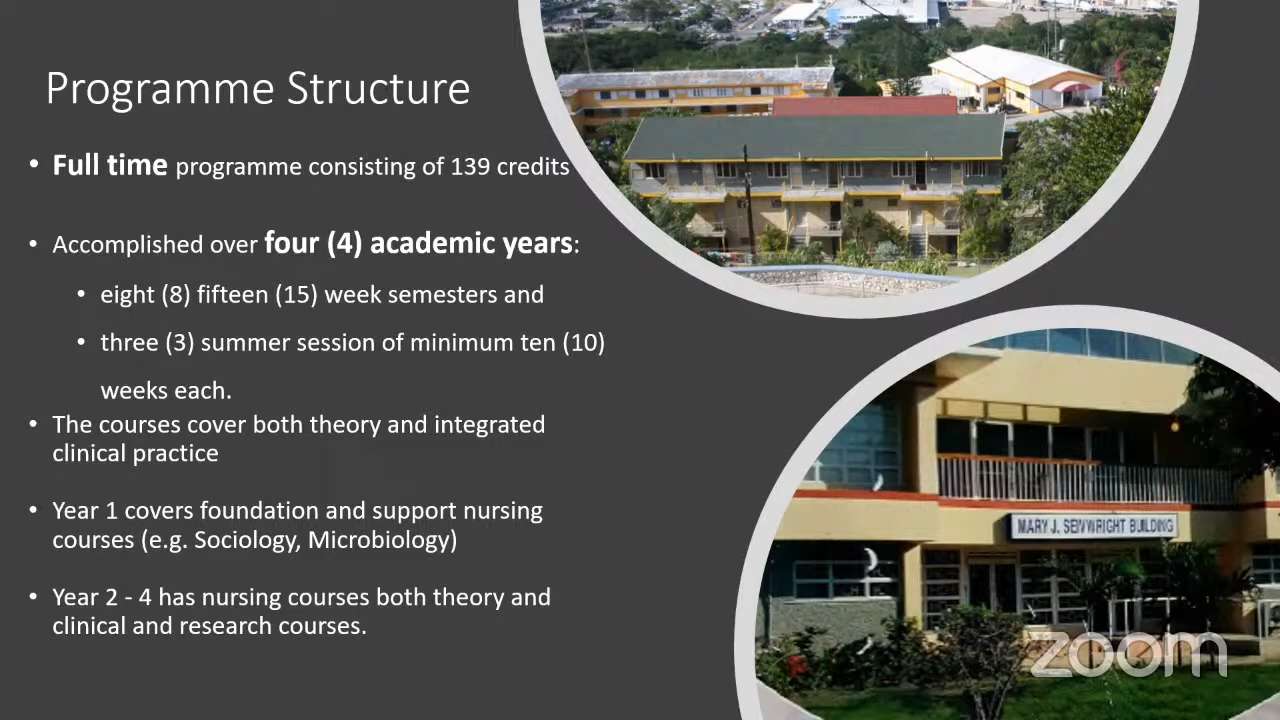 Programme Structure
• Full time programme consisting of 139 credits
• Accomplished over four (4) academic years:
• eight (8) fifteen (15) week semesters and
• three (3) summer session of minimum ten (10)
weeks each.
• The courses cover both theory and integrated
clinical practice
• Year 1 covers foundation and support nursing
courses (e.g. Sociology, Microbiology)
• Year 2 - 4 has nursing courses both theory and
clinical and research courses.
MARY J. SEIVWRIGHT BUILDING
zoom